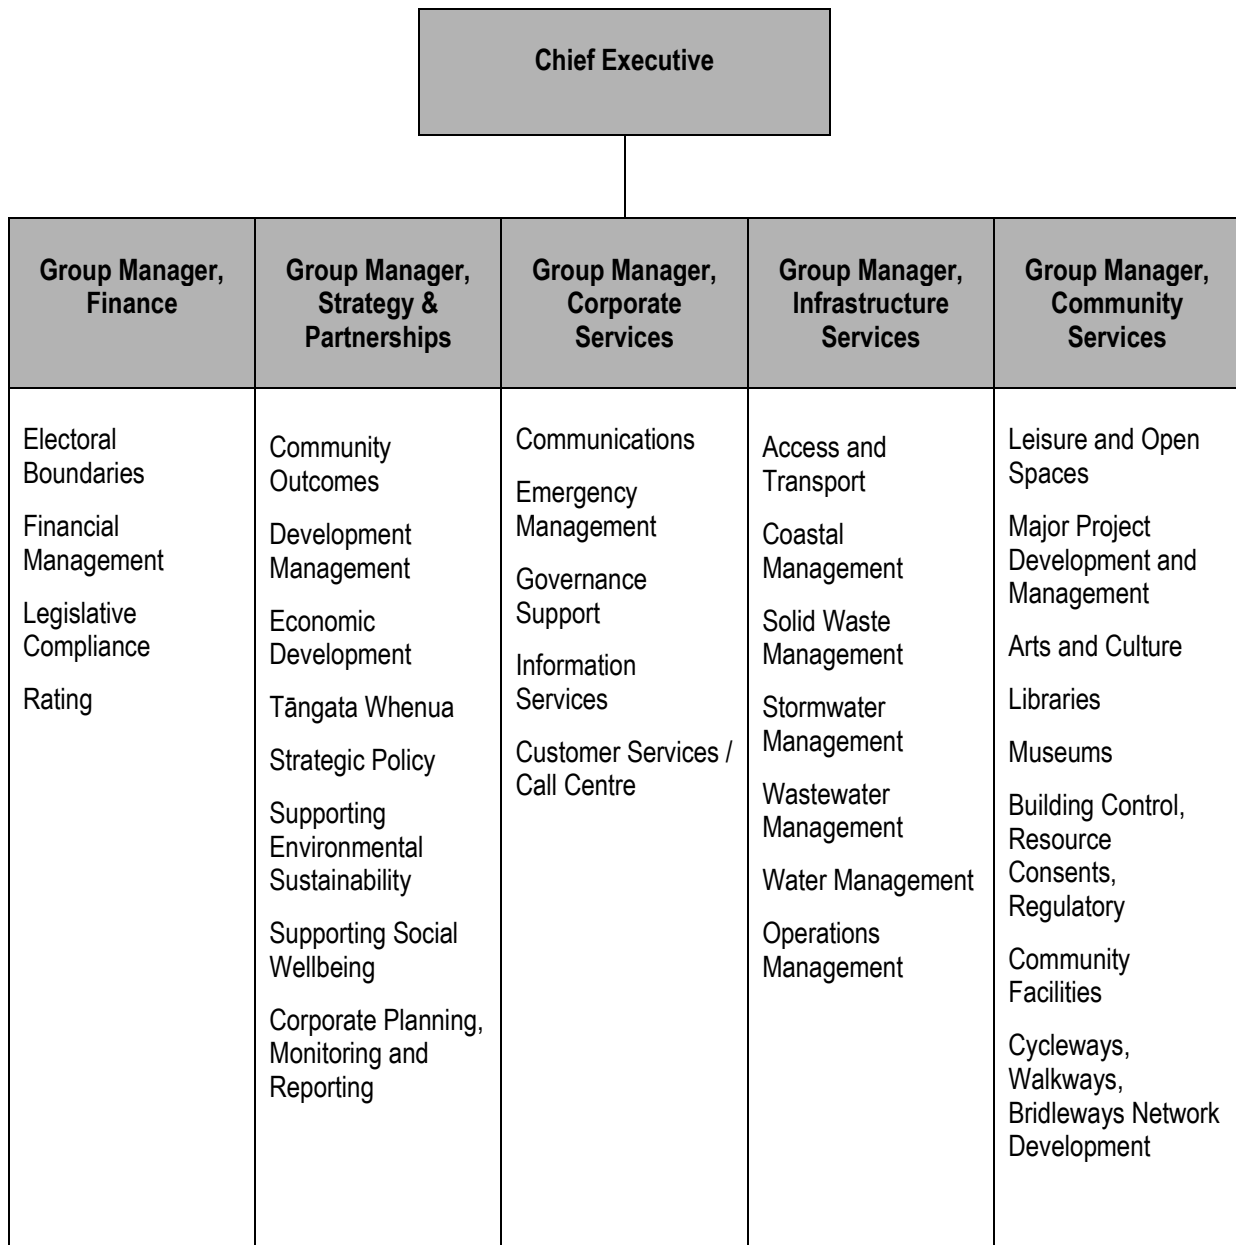 Chief Executive
Group Manager,
Finance
Group Manager,
Strategy &
Partnerships
Group Manager,
Corporate
Services
Group Manager,
Infrastructure
Services
Group Manager,
Community
Services
Electoral
Boundaries
Financial
Management
Legislative
Compliance
Rating
Community
Outcomes
Development
Management
Economic
Development
Tāngata Whenua
Strategic Policy
Supporting
Environmental
Sustainability
Supporting Social
Wellbeing
Corporate Planning,
Monitoring and
Reporting
Communications
Emergency
Management
Governance
Support
Information
Services
Customer Services /
Call Centre
Access and
Transport
Coastal
Management
Solid Waste
Management
Stormwater
Management
Wastewater
Management
Water Management
Operations
Management
Leisure and Open
Spaces
Major Project
Development and
Management
Arts and Culture
Libraries
Museums
Building Control,
Resource
Consents,
Regulatory
Community
Facilities
Cycleways,
Walkways,
Bridleways Network
Development